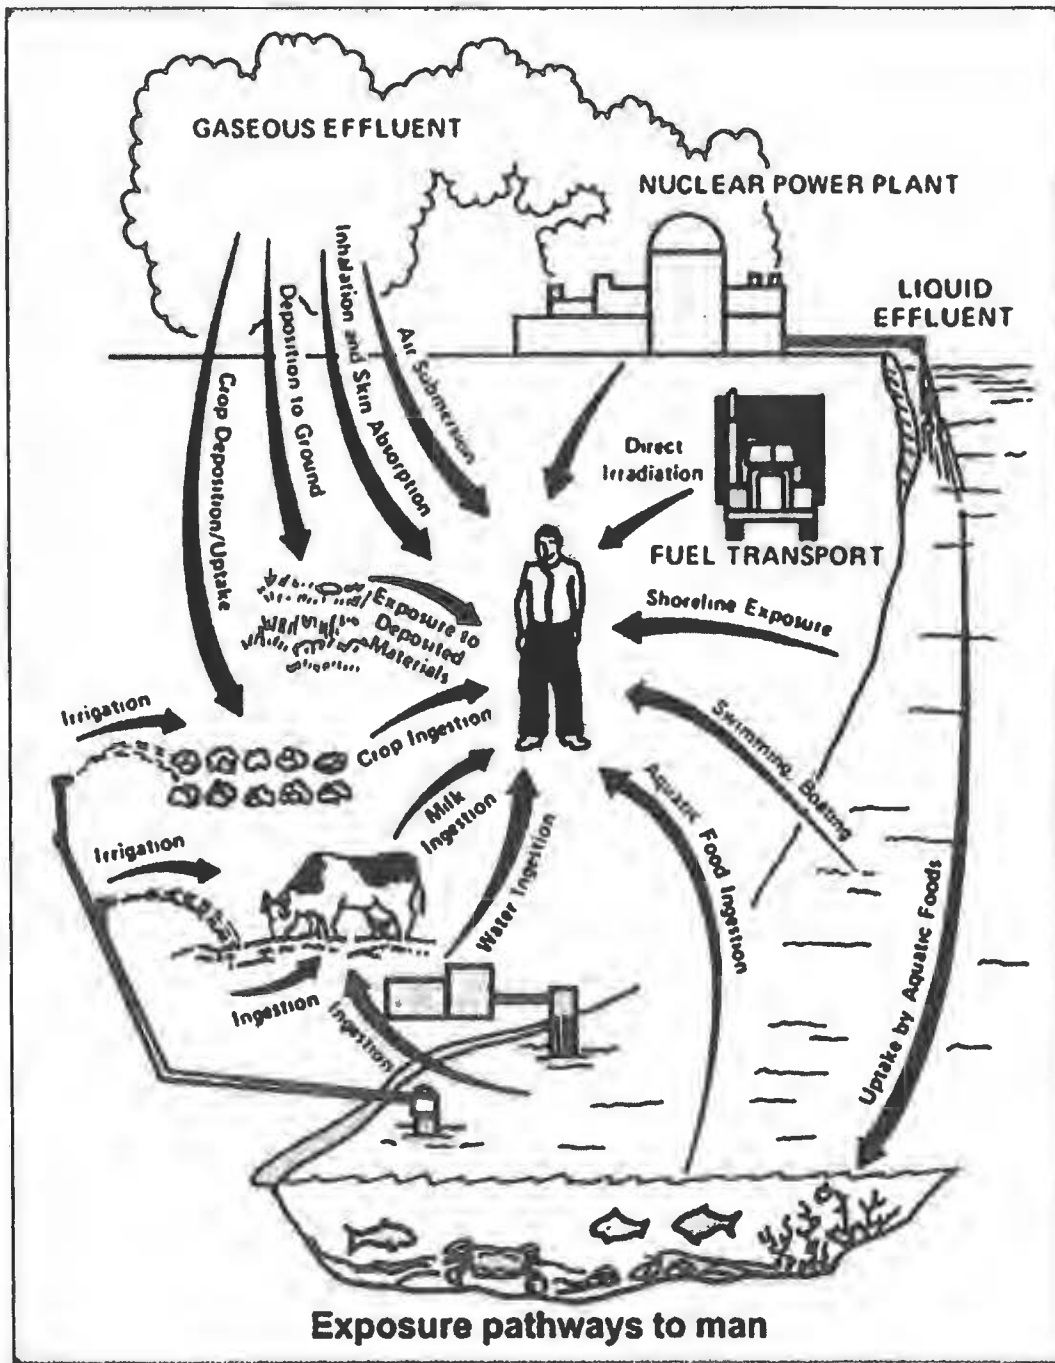 GASEOUS EFFLUENT
NUCLEAR POWER PLANT
LIQUID
EFFLUENT
Inhalation and Skin Absorption
Deposition to Ground
Air Submersion
Crop Deposition/Uptake
Direct
Irradiation
FUEL TRANSPORT
Shoreline Exposure
Exposure to
Deposited
Materials
Irrigation
Crop Ingestion
Swimming, Boating
Milk
Ingestion
Aquatic Food Ingestion
Irrigation
Water Ingestion
Uptake by Aquatic Foods
Ingestion
Ingestion
Exposure pathways to man